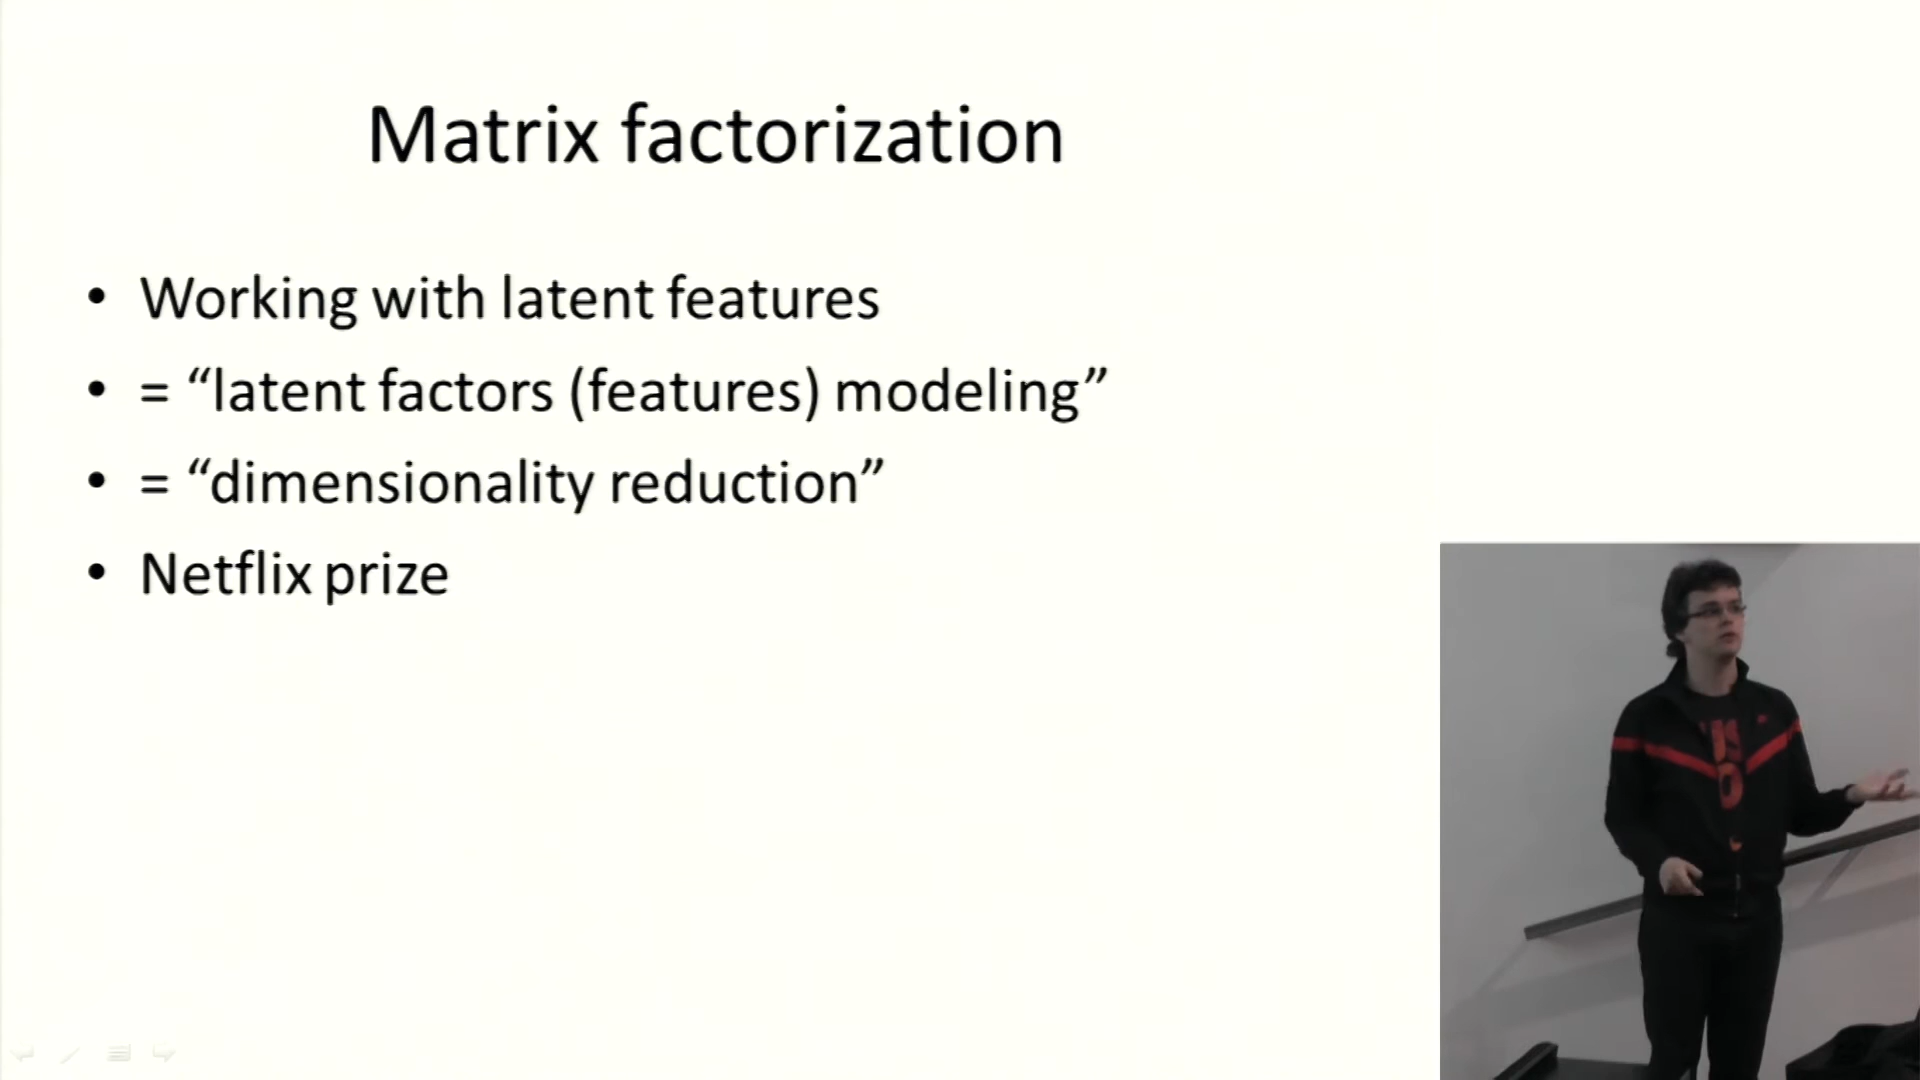 Matrix factorization
• Working with latent features
• = “latent factors (features) modeling”
• = “dimensionality reduction”
• Netflix prize